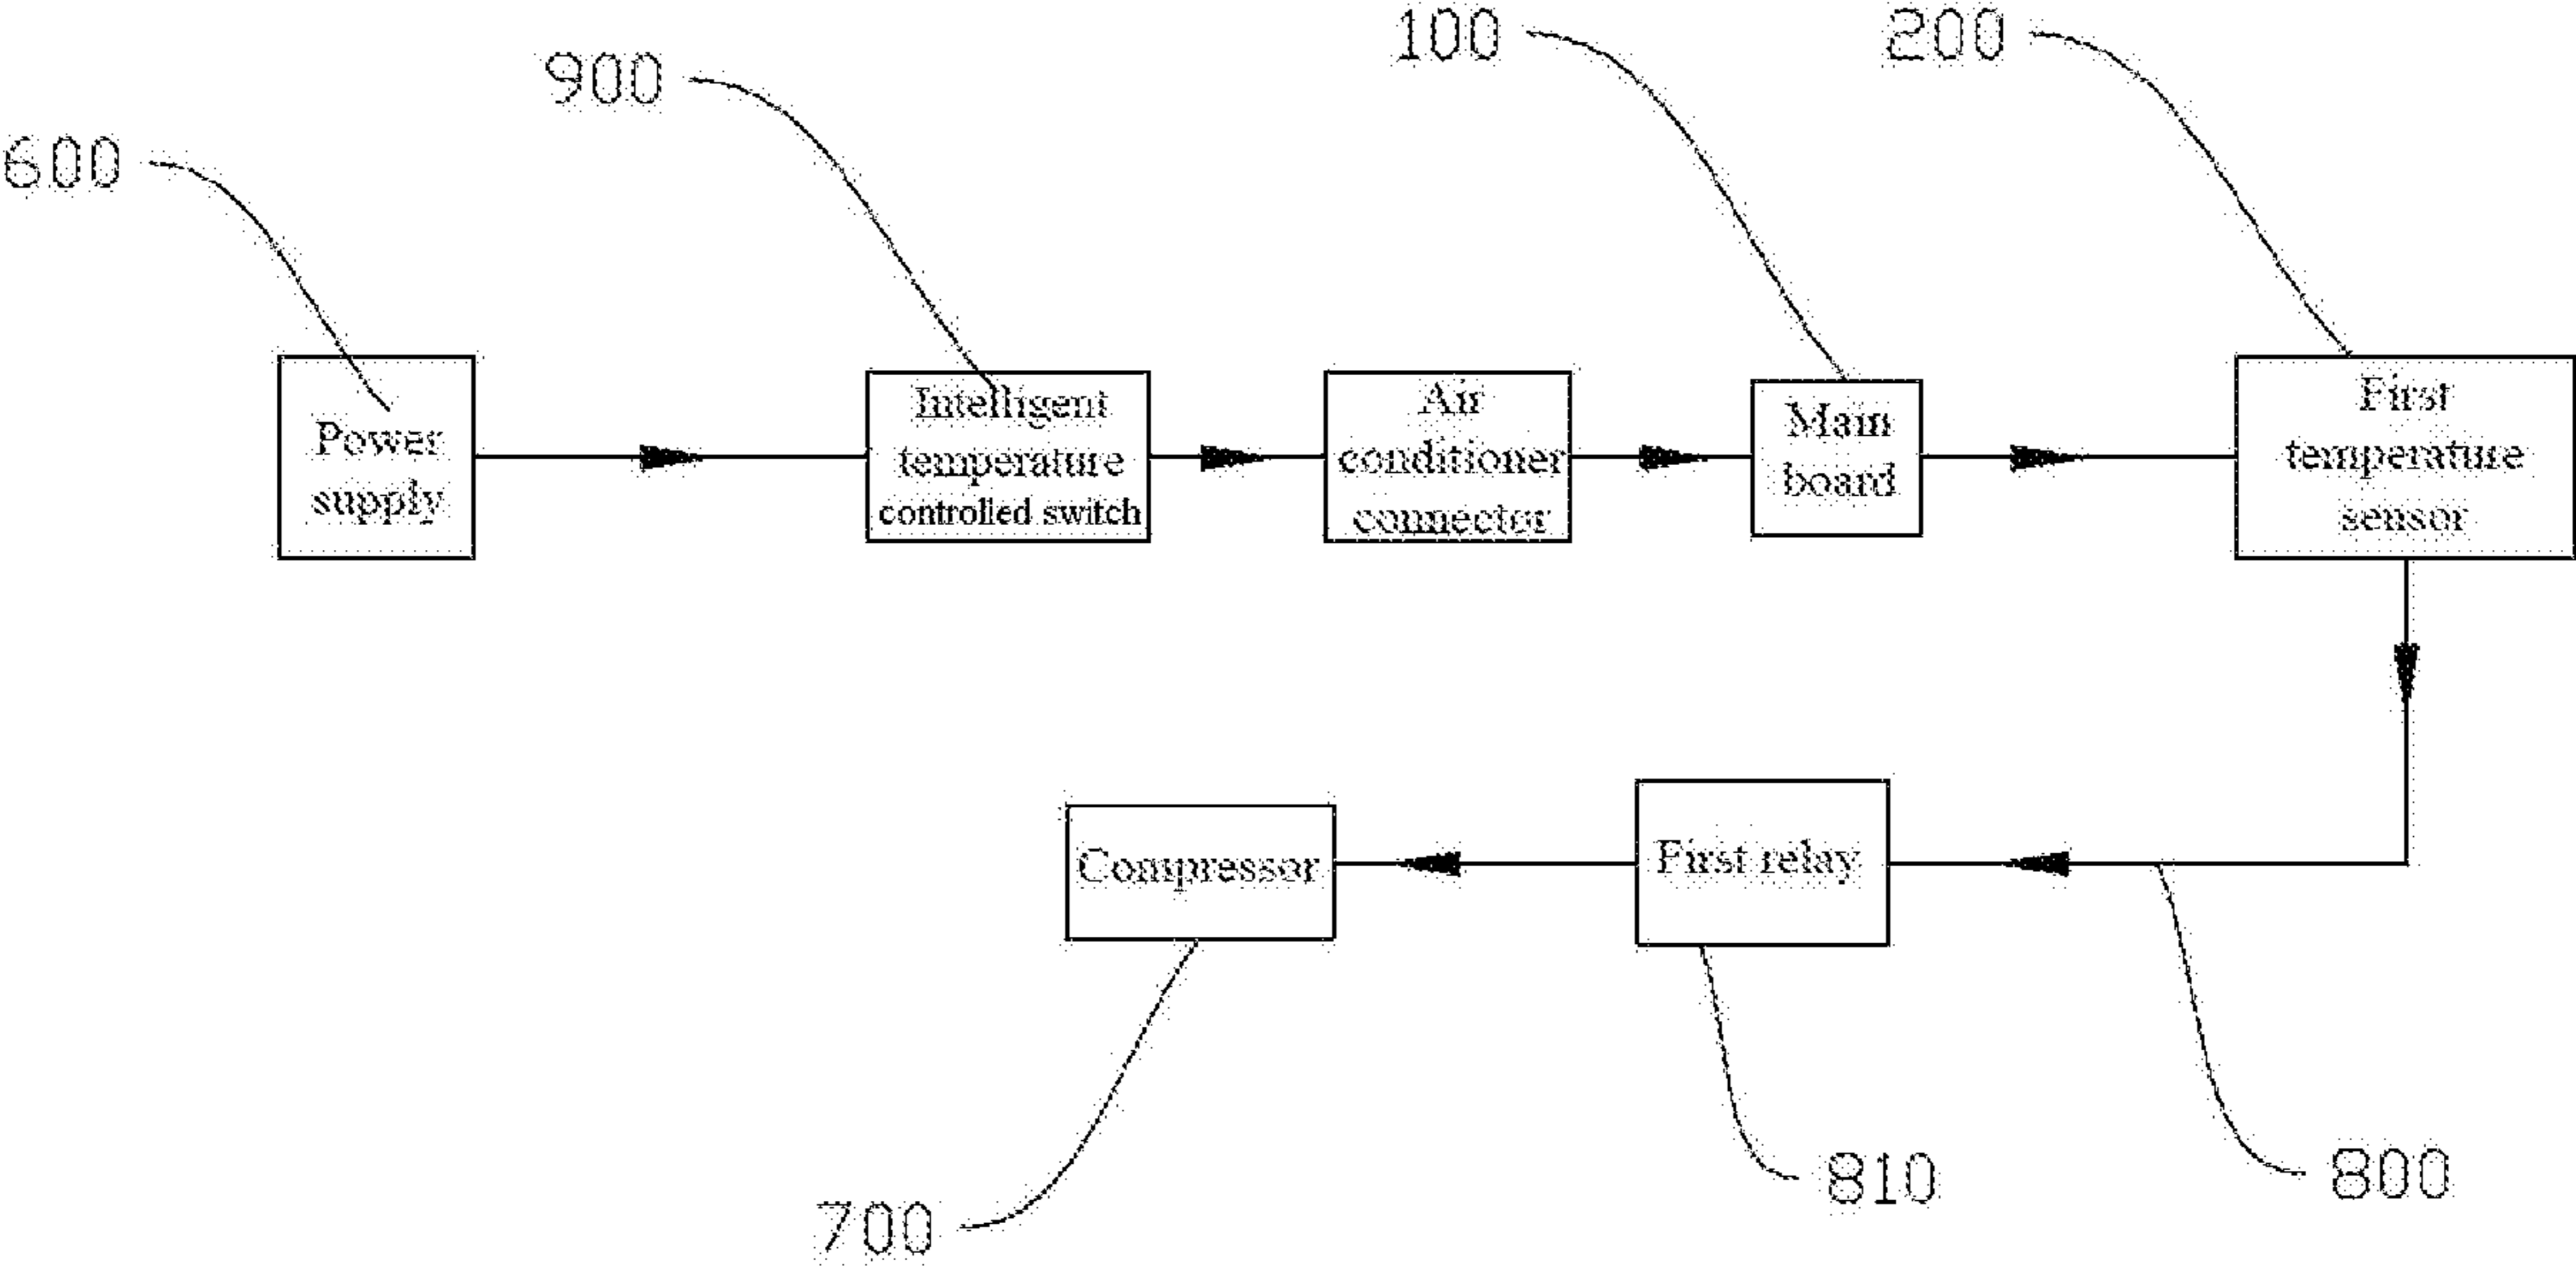 100
200
900
600
Power
supply
Intelligent
temperature
controlled switch
Air
conditioner
connector
Main
board
First
temperature
sensor
Compressor
First relay
700
810
800